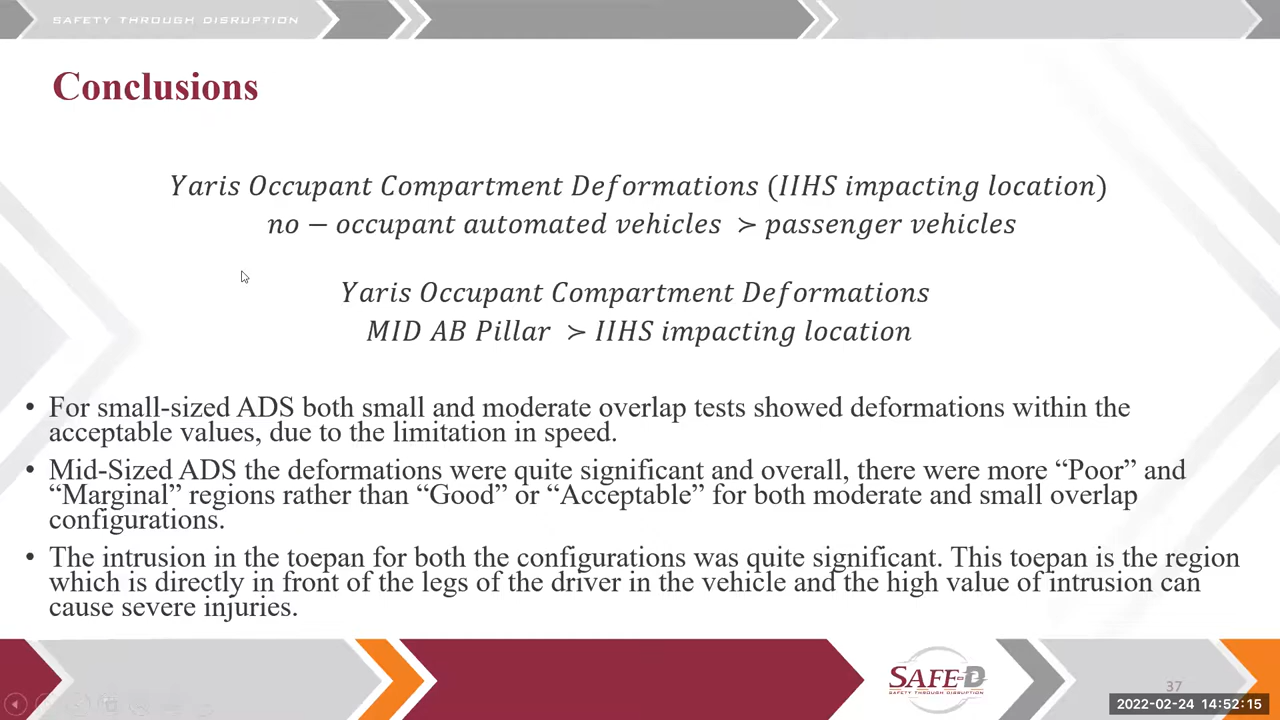 SAFETY THROUGH DISRUPTION
Conclusions
Yaris Occupant Compartment Deformations (IIHS impacting location)
no − occupant automated vehicles ≻ passenger vehicles
Yaris Occupant Compartment Deformations
MID AB Pillar ≻ IIHS impacting location
• For small-sized ADS both small and moderate overlap tests showed deformations within the
acceptable values, due to the limitation in speed.
• Mid-Sized ADS the deformations were quite significant and overall, there were more “Poor” and
“Marginal” regions rather than “Good” or “Acceptable” for both moderate and small overlap
configurations.
• The intrusion in the toepan for both the configurations was quite significant. This toepan is the region
which is directly in front of the legs of the driver in the vehicle and the high value of intrusion can
cause severe injuries.
SAFE-D
SAFETY THROUGH DISRUPTION
37
2022-02-24 14:52:15